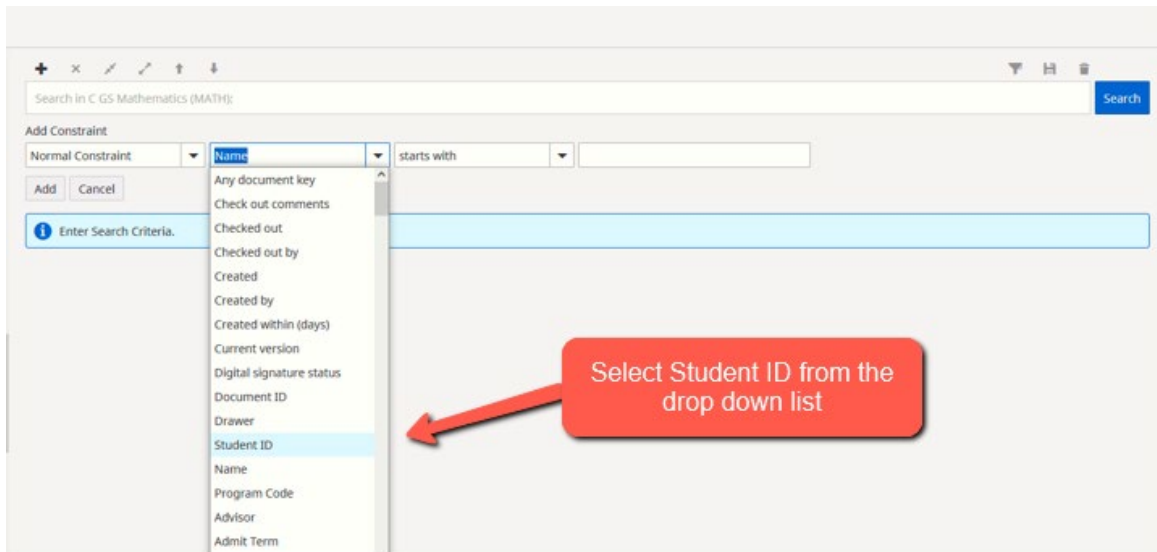 Search in C GS Mathematics (MATH):
Search
Add Constraint
Normal Constraint
Name
starts with
Add
Cancel
Enter Search Criteria.
Any document key
Check out comments
Checked out
Checked out by
Created
Created by
Created within (days)
Current version
Digital signature status
Document ID
Drawer
Student ID
Name
Program Code
Advisor
Admit Term
Select Student ID from the
drop down list